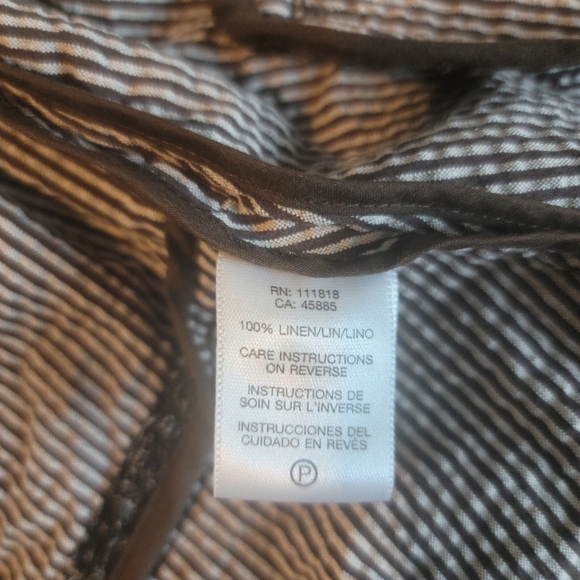 RN: 111818
CA: 45885
100% LINEN/LIN/LINO
CARE INSTRUCTIONS
ON REVERSE
INSTRUCTIONS DE
SOIN SUR L'INVERSE
INSTRUCCIONES DEL
CUIDADO EN REVÉS
P